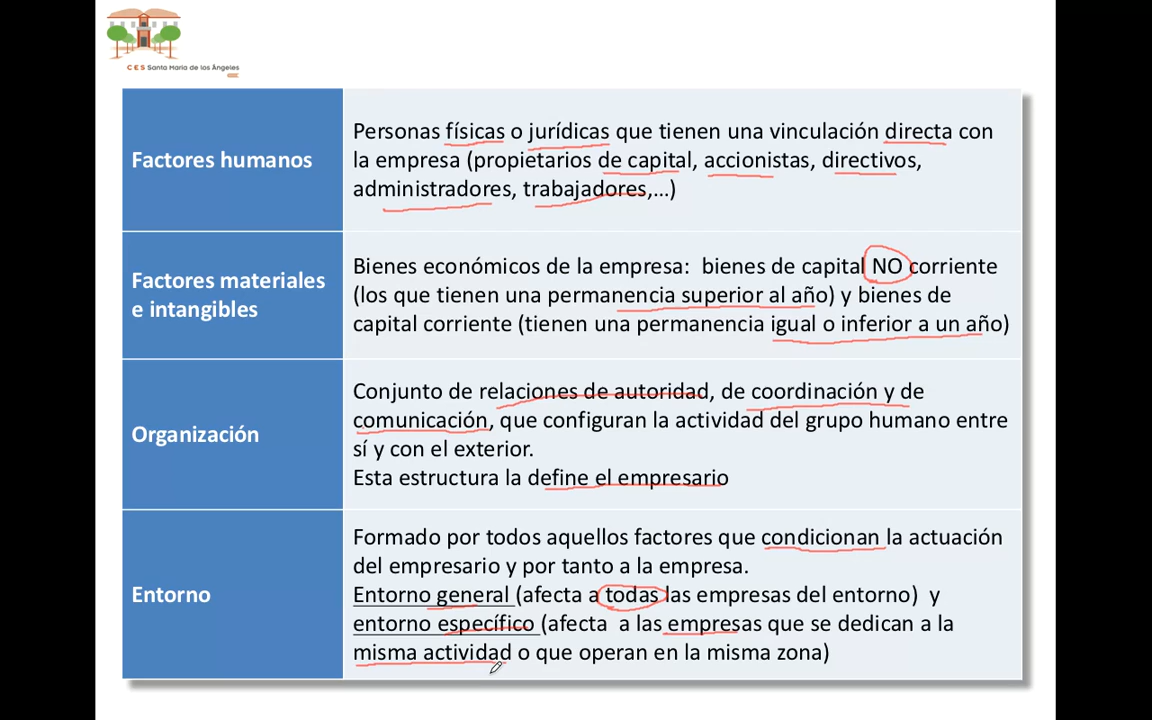 C E S Santa María de los Ángeles
Factores humanos
Personas físicas o jurídicas que tienen una vinculación directa con
la empresa (propietarios de capital, accionistas, directivos,
administradores, trabajadores,...)
Factores materiales
e intangibles
Bienes económicos de la empresa: bienes de capital NO corriente
(los que tienen una permanencia superior al año) y bienes de
capital corriente (tienen una permanencia igual o inferior a un año)
Organización
Conjunto de relaciones de autoridad, de coordinación y de
comunicación, que configuran la actividad del grupo humano entre
sí y con el exterior.
Esta estructura la define el empresario
Entorno
Formado por todos aquellos factores que condicionan la actuación
del empresario y por tanto a la empresa.
Entorno general (afecta a todas las empresas del entorno) y
entorno específico (afecta a las empresas que se dedican a la
misma actividad o que operan en la misma zona)